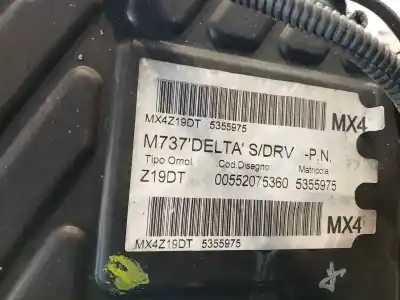 MX4Z19DT 5355975 MX4
M737'DELTA' S/DRV -P.N.
Tipo Omol. Cod.Disegno Matricola
Z19DT 00552075360 5355975
MX4
MX4Z19DT 5355975